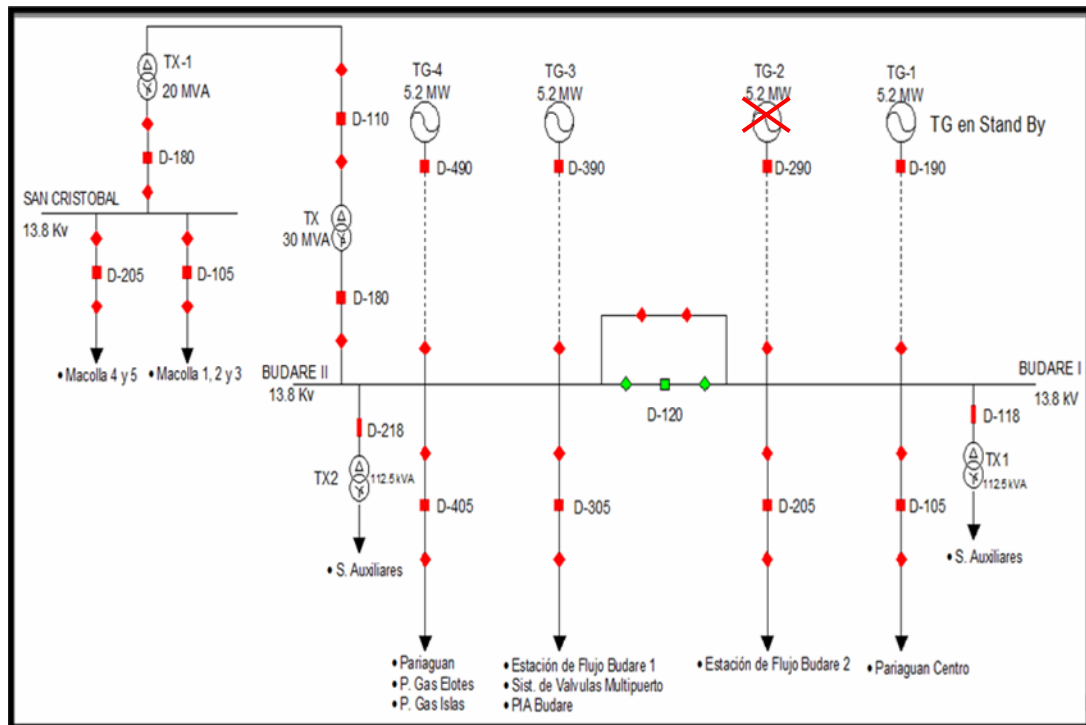 TX-1
20 MVA
D-180
SAN CRISTOBAL
13.8 Kv
D-205
D-105
• Macolla 4 y 5
• Macolla 1, 2 y 3
D-110
TX
30 MVA
D-180
TG-4
5.2 MW
D-490
TG-3
5.2 MW
D-390
TG-2
5.2 MW
D-290
TG-1
5.2 MW
TG en Stand By
D-190
BUDARE II
13.8 Kv
D-120
BUDARE I
13.8 kV
D-218
TX2
112.5 kVA
• S. Auxiliares
D-118
TX1
112.5 kVA
• S. Auxiliares
D-405
D-305
D-205
D-105
• Pariaguan
• P. Gas Elotes
• P. Gas Islas
• Estación de Flujo Budare 1
• Sist. de Valvulas Multipuerto
• PIA Budare
• Estación de Flujo Budare 2
• Pariaguan Centro